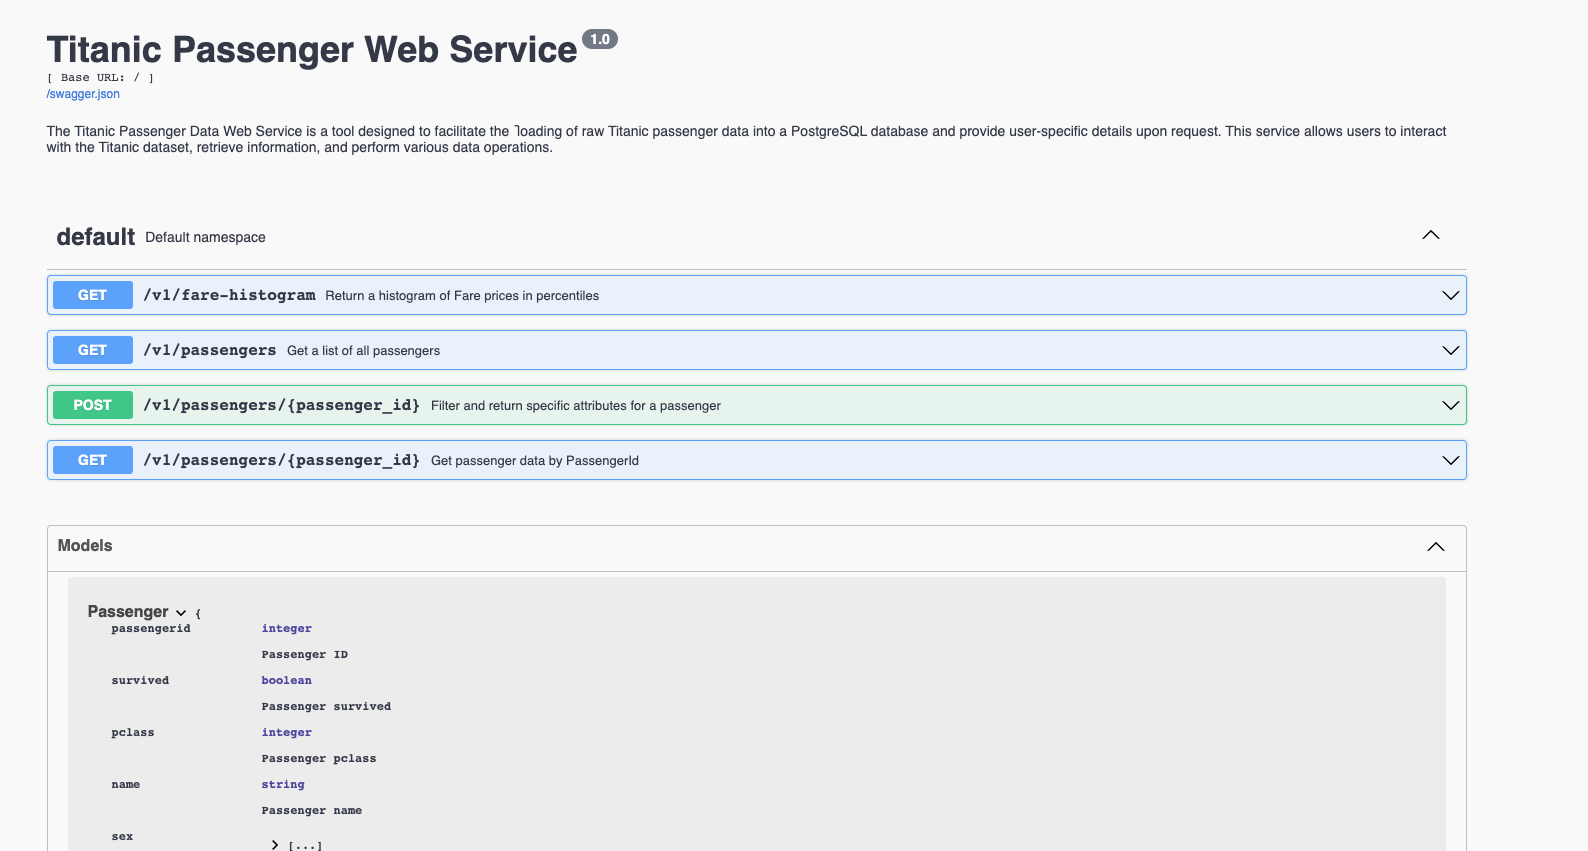 Titanic Passenger Web Service 1.0
[ Base URL: / ]
/swagger.json
The Titanic Passenger Data Web Service is a tool designed to facilitate the loading of raw Titanic passenger data into a PostgreSQL database and provide user-specific details upon request. This service allows users to interact
with the Titanic dataset, retrieve information, and perform various data operations.
default Default namespace
GET /v1/fare-histogram Return a histogram of Fare prices in percentiles
GET /v1/passengers Get a list of all passengers
POST /v1/passengers/{passenger_id} Filter and return specific attributes for a passenger
GET /v1/passengers/{passenger_id} Get passenger data by PassengerId
Models
Passenger {
passengerid integer
Passenger ID
survived boolean
Passenger survived
pclass integer
Passenger pclass
name string
Passenger name
sex
[...]